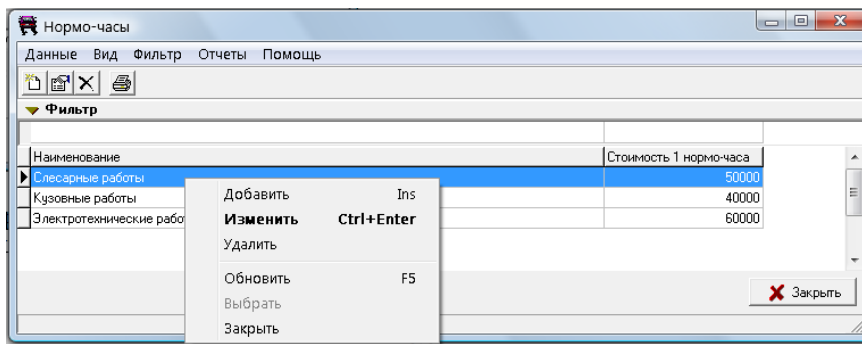 Нормо-часы
Данные Вид Фильтр Отчеты Помощь
Фильтр
Наименование Стоимость 1 нормо-часа
Слесарные работы 50000
Кузовные работы 40000
Электротехнические рабо 60000
Добавить Ins
Изменить Ctrl+Enter
Удалить
Обновить F5
Выбрать
Закрыть
Закрыть